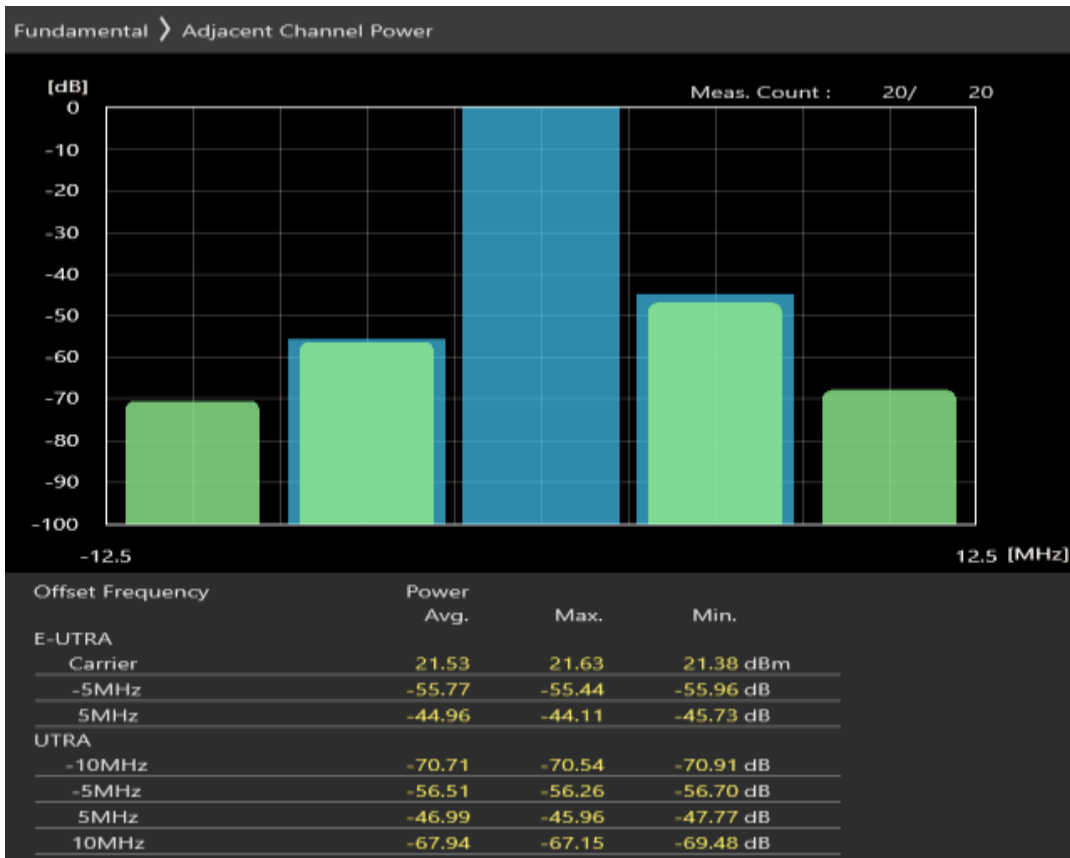 Fundamental ❯ Adjacent Channel Power
[dB]
Meas. Count : 20/ 20
0
-10
-20
-30
-40
-50
-60
-70
-80
-90
-100
-12.5 12.5 [MHz]
Offset Frequency Power
Avg. Max. Min.
E-UTRA
Carrier 21.53 21.63 21.38 dBm
-5MHz -55.77 -55.44 -55.96 dB
5MHz -44.96 -44.11 -45.73 dB
UTRA
-10MHz -70.71 -70.54 -70.91 dB
-5MHz -56.51 -56.26 -56.70 dB
5MHz -46.99 -45.96 -47.77 dB
10MHz -67.94 -67.15 -69.48 dB